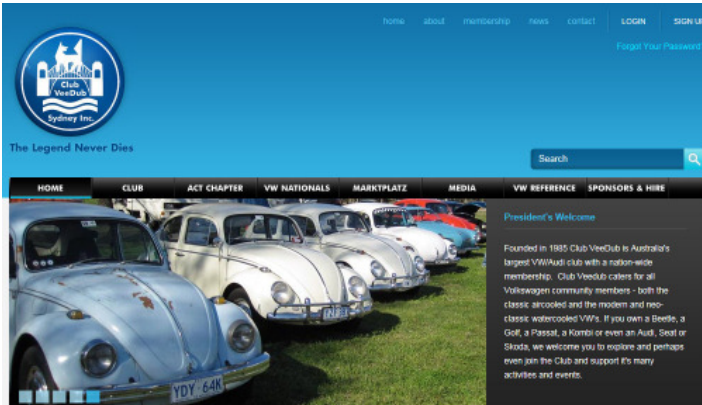 home about membership news contact LOGIN SIGN U
Forgot Your Password
Club
VeeDub
Sydney Inc.
The Legend Never Dies
Search
HOME CLUB ACT CHAPTER VW NATIONALS MARKTPLATZ MEDIA VW REFERENCE SPONSORS & HIRE
President's Welcome
Founded in 1985 Club VeeDub is Australia's
largest VW/Audi club with a nation-wide
membership. Club Veedub caters for all
Volkswagen community members - both the
classic aircooled and the modern and neo-
classic watercooled VW's. If you own a Beetle, a
Golf, a Passat, a Kombi or even an Audi, Seat or
Skoda, we welcome you to explore and perhaps
even join the Club and support it's many
activities and events.
YDY·64K